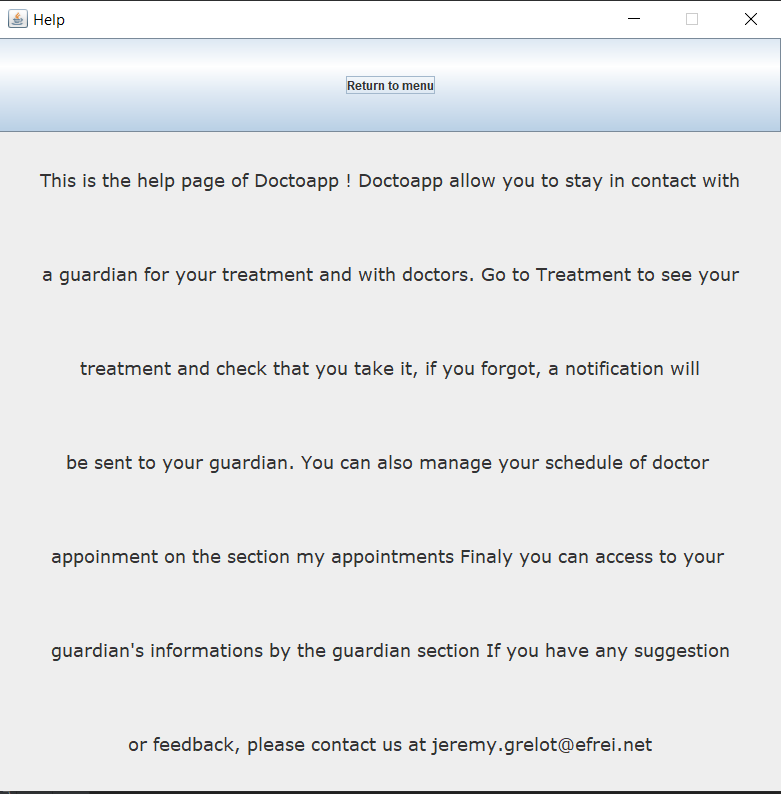 Help
Return to menu
This is the help page of Doctoapp ! Doctoapp allow you to stay in contact with
a guardian for your treatment and with doctors. Go to Treatment to see your
treatment and check that you take it, if you forgot, a notification will
be sent to your guardian. You can also manage your schedule of doctor
appoinment on the section my appointments Finaly you can access to your
guardian's informations by the guardian section If you have any suggestion
or feedback, please contact us at jeremy.grelot@efrei.net